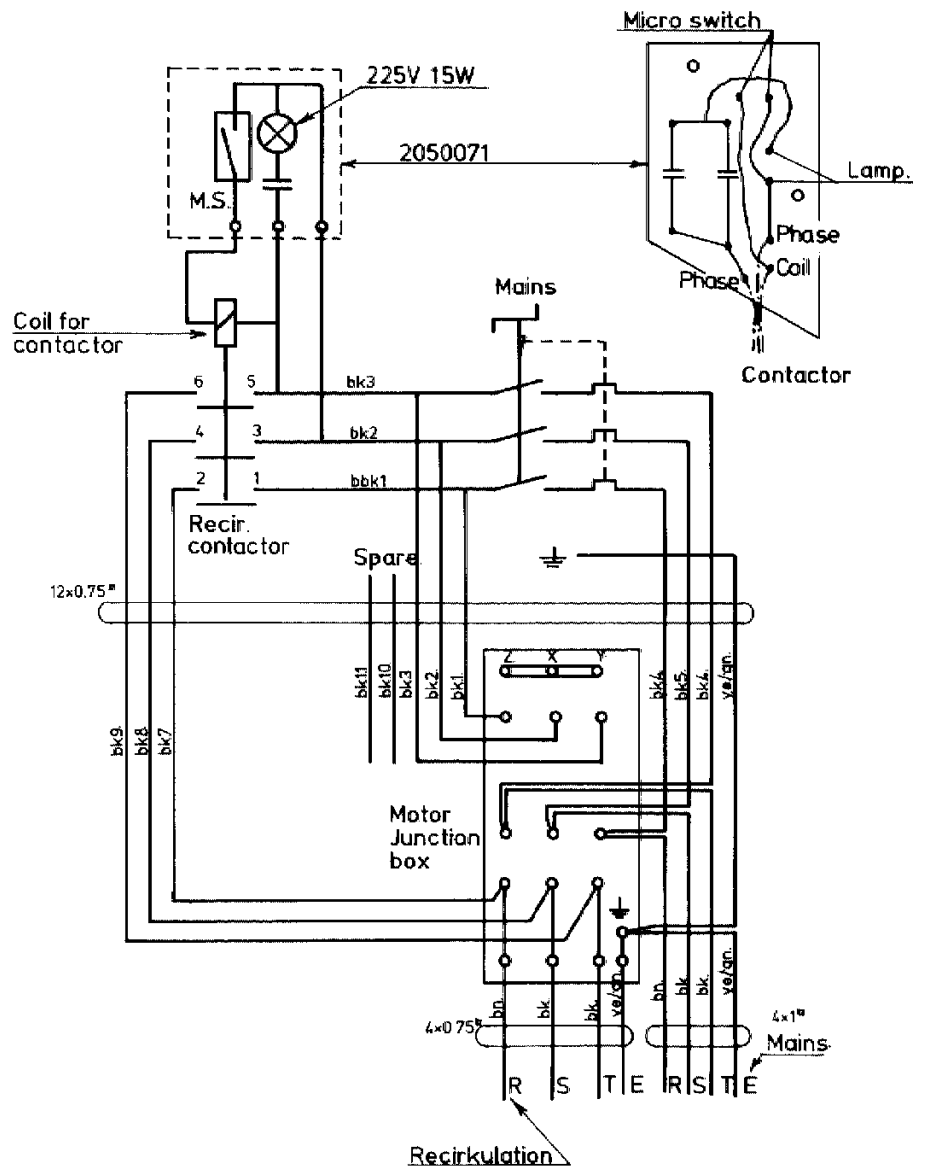 Micro switch
225V 15W
2050071
M.S.
Lamp.
Phase
Coil
Phase
Mains
Coil for
contactor
Contactor
6 5 bk3
4 3 bk2
2 1 bbk1
Recir.
contactor
Spare
12x0.75¤
Z X Y
bk9.
bk8
bk7
bk11
bk10
bk3
bk2
bk1.
bk4
bk5.
bk4.
ye/gn.
Motor
Junction
box
bn.
bk
bk.
ye/gn.
bn.
bk
bk.
ye/gn.
4x0.75¤
4x1¤
Mains
R S T E R S T E
Recirkulation